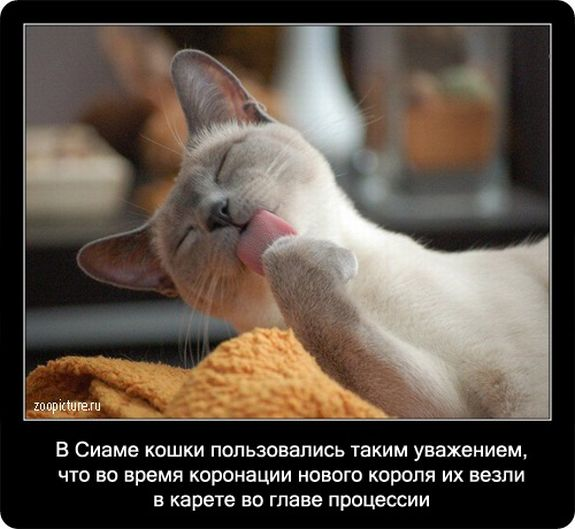 zoopicture.ru
В Сиаме кошки пользовались таким уважением,
что во время коронации нового короля их везли
в карете во главе процессии